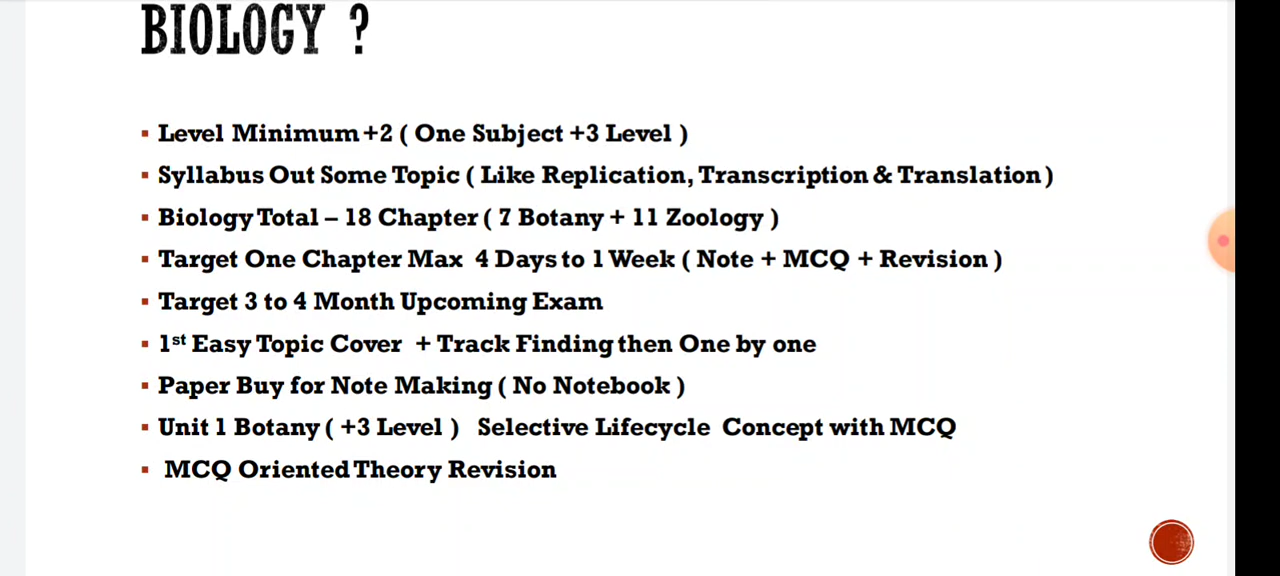 BIOLOGY ?
▪ Level Minimum +2 ( One Subject +3 Level )
▪ Syllabus Out Some Topic ( Like Replication, Transcription & Translation )
▪ Biology Total – 18 Chapter ( 7 Botany + 11 Zoology )
▪ Target One Chapter Max 4 Days to 1 Week ( Note + MCQ + Revision )
▪ Target 3 to 4 Month Upcoming Exam
▪ 1st Easy Topic Cover + Track Finding then One by one
▪ Paper Buy for Note Making ( No Notebook )
▪ Unit 1 Botany ( +3 Level ) Selective Lifecycle Concept with MCQ
▪ MCQ Oriented Theory Revision